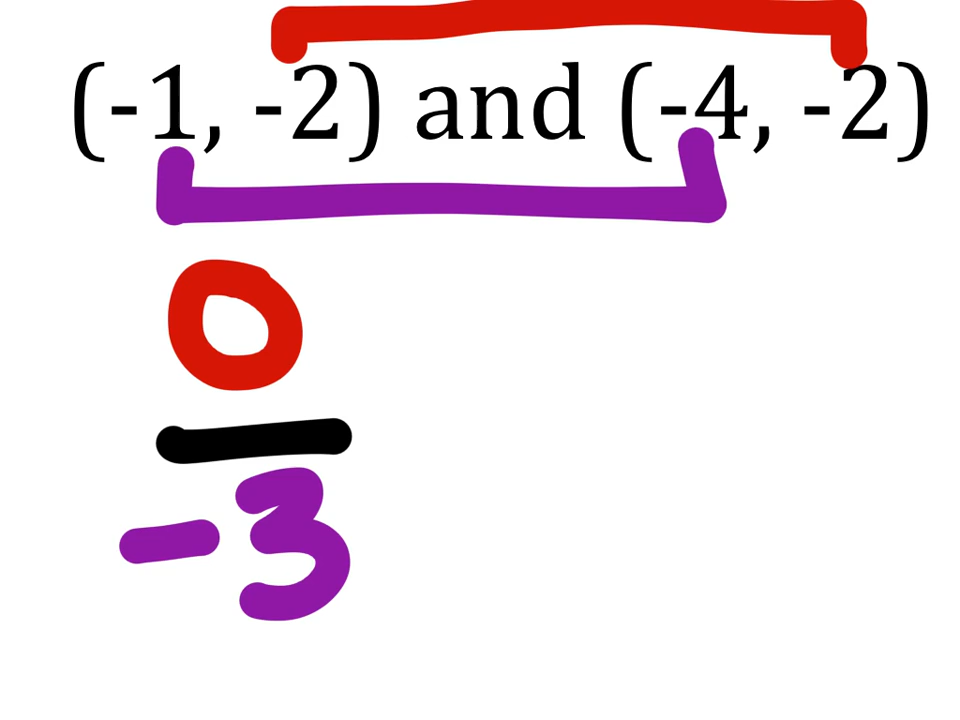 (-1, -2) and (-4, -2)
0
-3